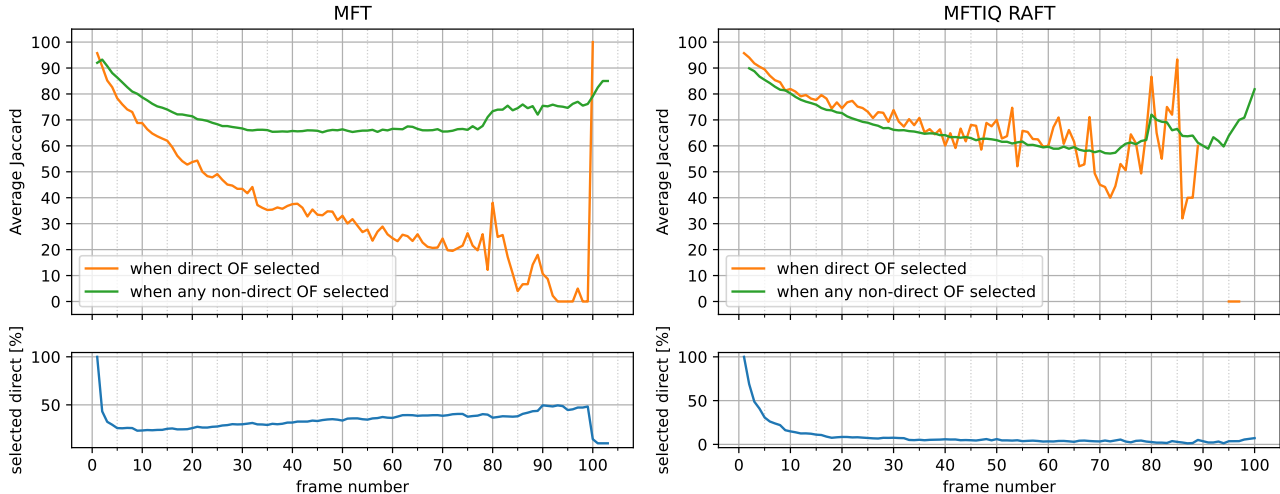 MFT
Average Jaccard
100
90
80
70
60
50
40
30
20
10
0
when direct OF selected
when any non-direct OF selected
selected direct [%]
100
50
0 10 20 30 40 50 60 70 80 90 100
frame number
MFTIQ RAFT
Average Jaccard
100
90
80
70
60
50
40
30
20
10
0
when direct OF selected
when any non-direct OF selected
selected direct [%]
100
50
0
0 10 20 30 40 50 60 70 80 90 100
frame number